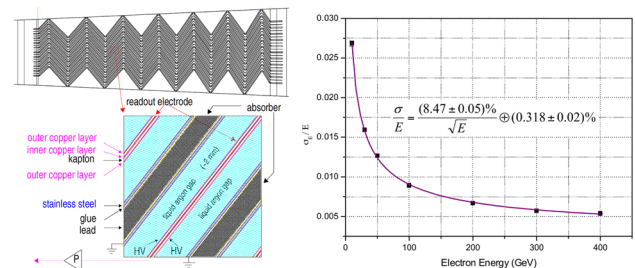 readout electrode
absorber
outer copper layer
inner copper layer
kapton
outer copper layer
stainless steel
glue
lead
(~2 mm)
liquid argon gap
liquid argon gap
HV
HV
P
0.030
0.025
0.020
0.015
0.010
0.005
σE / E
σ/E = (8.47 ± 0.05)%/√E ⊕ (0.318 ± 0.02)%
0 100 200 300 400
Electron Energy (GeV)